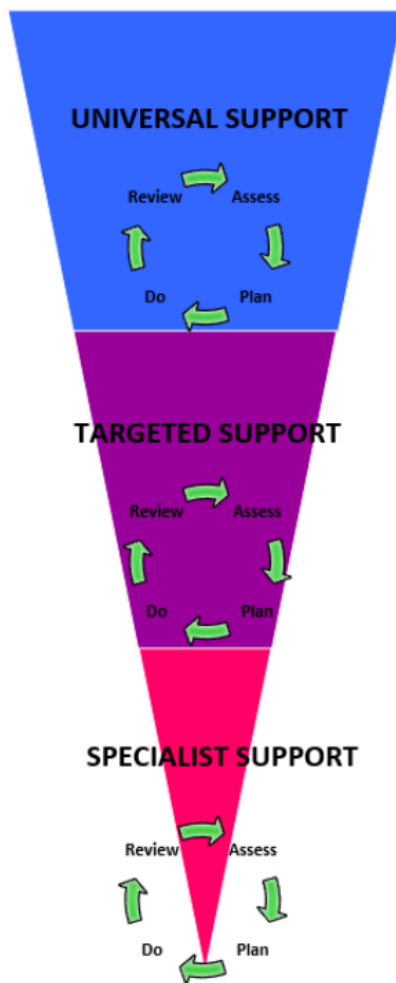 UNIVERSAL SUPPORT
Review Assess
Do Plan
TARGETED SUPPORT
Review Assess
Do Plan
SPECIALIST SUPPORT
Review Assess
Do Plan